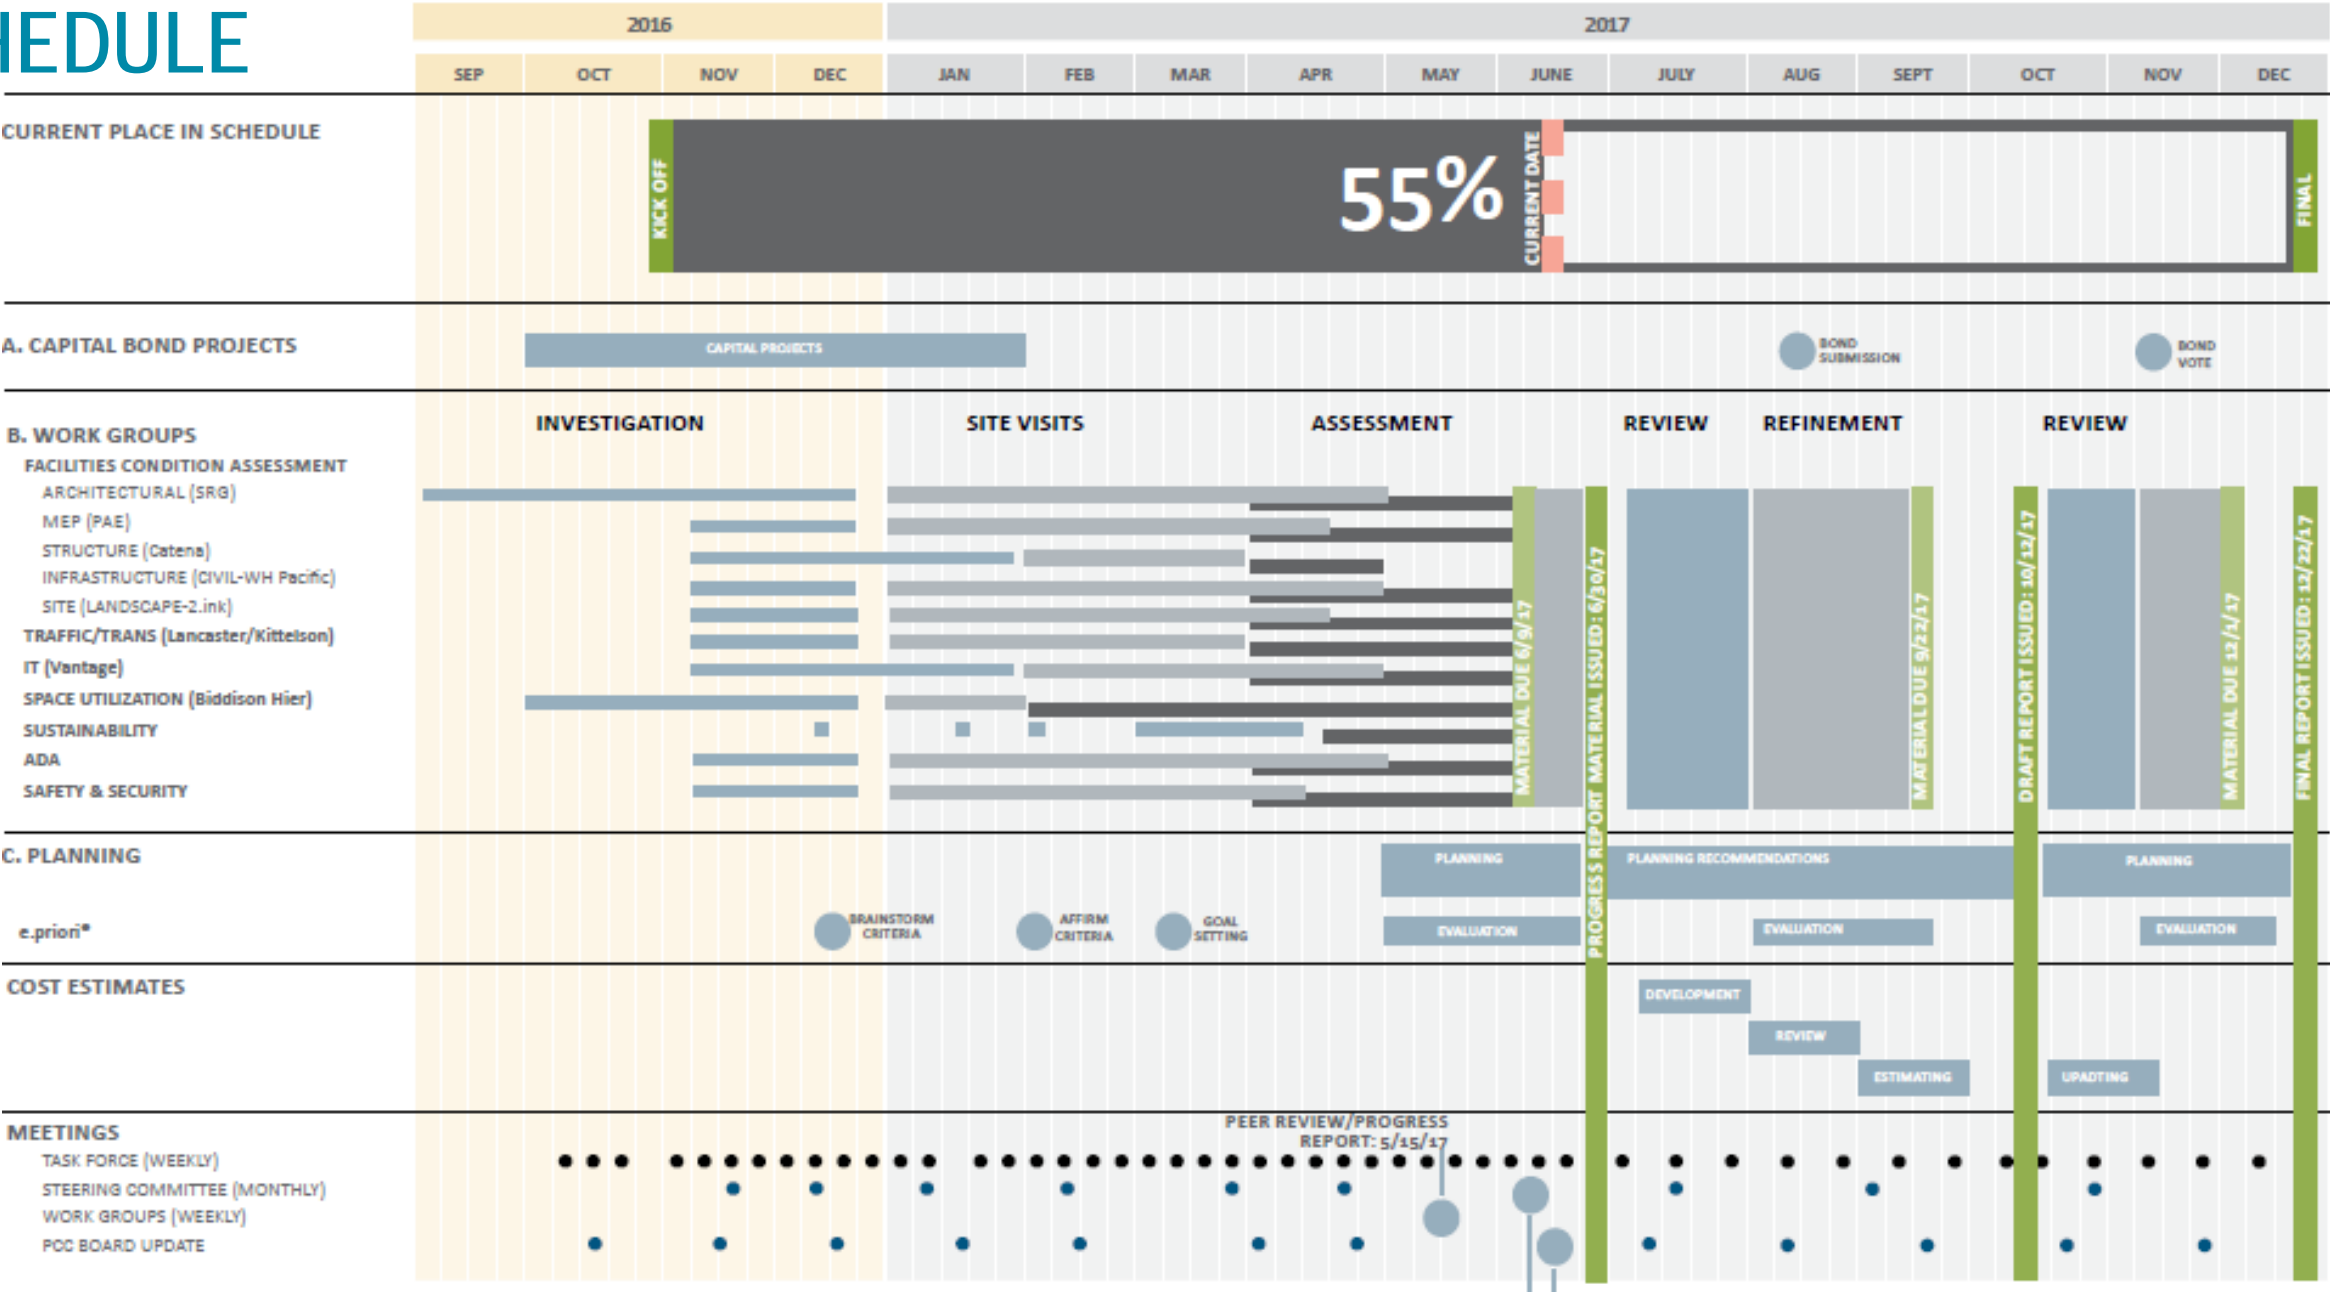 HEDULE
2016
2017
SEP
OCT
NOV
DEC
JAN
FEB
MAR
APR
MAY
JUNE
JULY
AUG
SEPT
OCT
NOV
DEC
CURRENT PLACE IN SCHEDULE
KICK OFF
55%
CURRENT DATE
FINAL
A. CAPITAL BOND PROJECTS
CAPITAL PROJECTS
BOND
SUBMISSION
BOND
VOTE
B. WORK GROUPS
INVESTIGATION
SITE VISITS
ASSESSMENT
REVIEW
REFINEMENT
REVIEW
FACILITIES CONDITION ASSESSMENT
ARCHITECTURAL (SRG)
MEP (PAE)
STRUCTURE (Catena)
INFRASTRUCTURE (CIVIL-WH Pacific)
SITE (LANDSCAPE-2.ink)
TRAFFIC/TRANS (Lancaster/Kittelson)
IT (Vantage)
SPACE UTILIZATION (Biddison Hier)
SUSTAINABILITY
ADA
SAFETY & SECURITY
MATERIAL DUE 6/9/17
PROGRESS REPORT MATERIAL ISSUED: 6/30/17
MATERIAL DUE 9/22/17
DRAFT REPORT ISSUED: 10/12/17
MATERIAL DUE 12/1/17
FINAL REPORT ISSUED: 12/22/17
C. PLANNING
PLANNING
PLANNING RECOMMENDATIONS
PLANNING
e.priori®
BRAINSTORM
CRITERIA
AFFIRM
CRITERIA
GOAL
SETTING
EVALUATION
EVALUATION
EVALUATION
COST ESTIMATES
DEVELOPMENT
REVIEW
ESTIMATING
UPADTING
MEETINGS
PEER REVIEW/PROGRESS
REPORT: 5/15/17
TASK FORCE (WEEKLY)
STEERING COMMITTEE (MONTHLY)
WORK GROUPS (WEEKLY)
PCC BOARD UPDATE